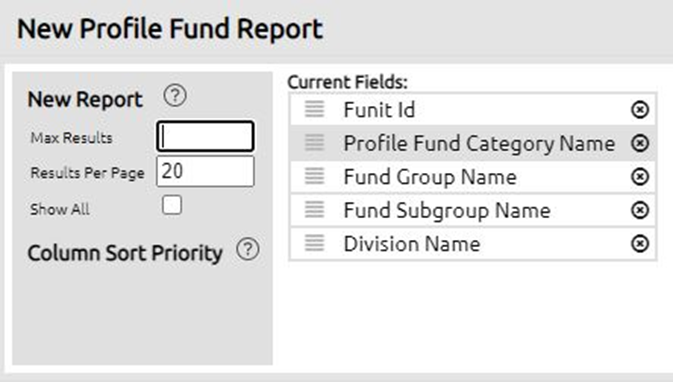 New Profile Fund Report
New Report ?
Max Results
Results Per Page 20
Show All
Column Sort Priority ?
Current Fields:
Funit Id
Profile Fund Category Name
Fund Group Name
Fund Subgroup Name
Division Name